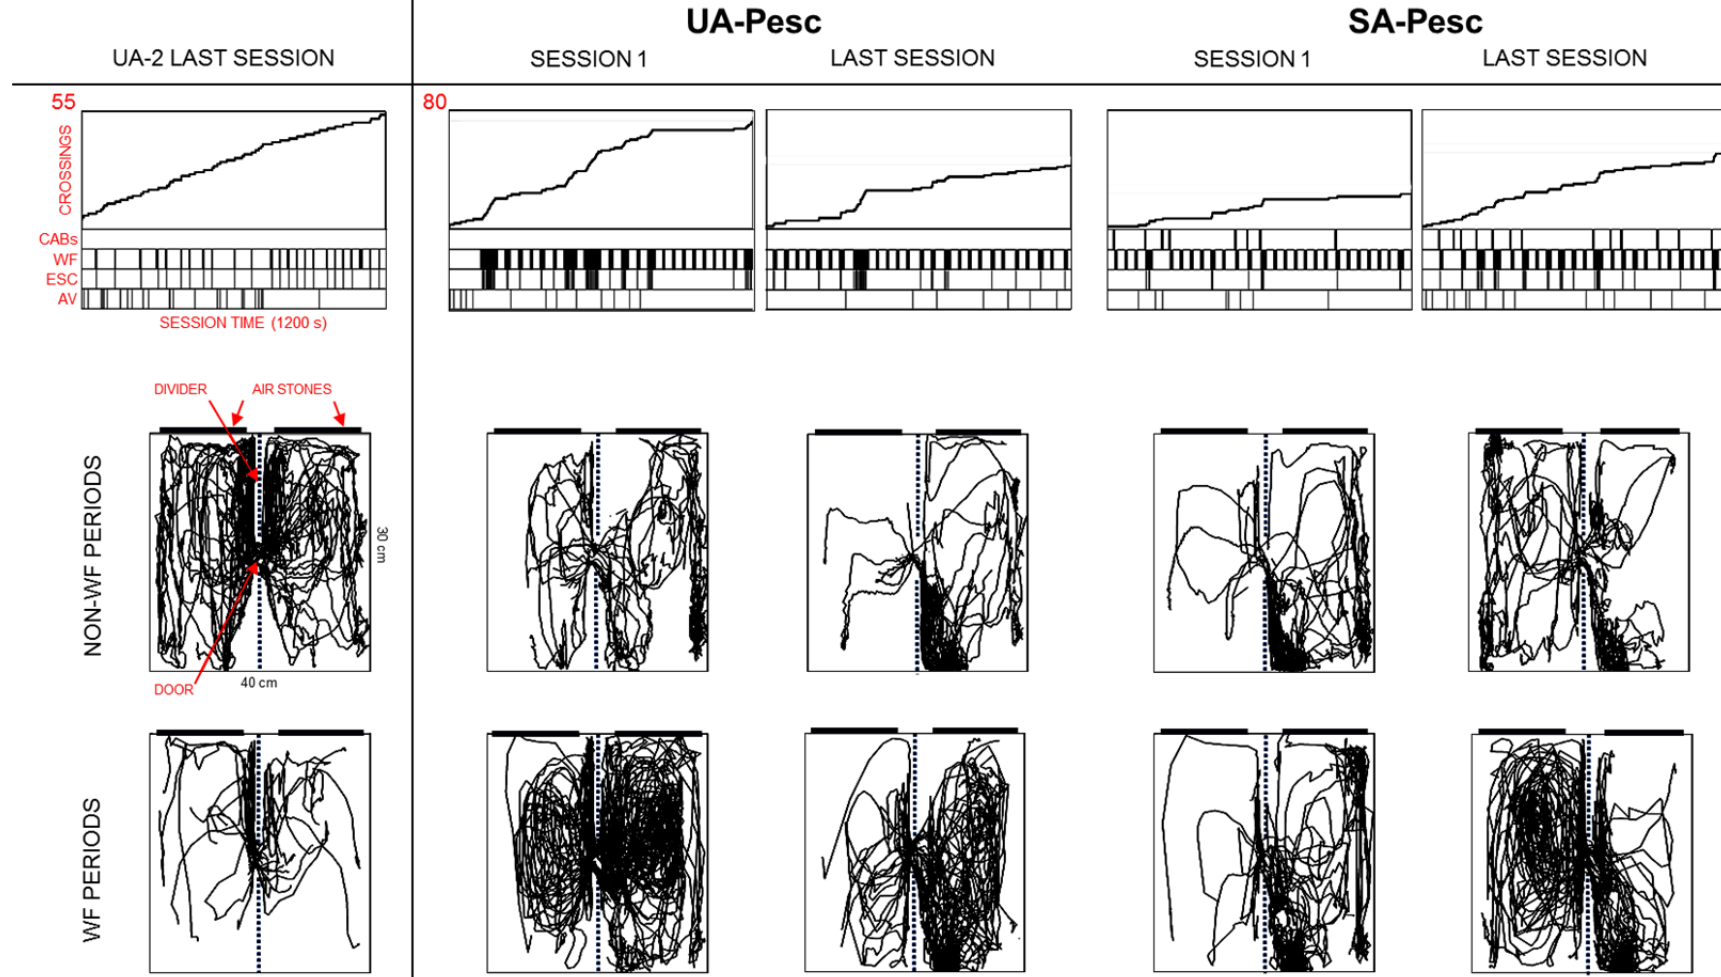 UA-Pesc
SA-Pesc
UA-2 LAST SESSION
SESSION 1
LAST SESSION
SESSION 1
LAST SESSION
55
80
CROSSINGS
CABs
WF
ESC
AV
SESSION TIME (1200 s)
DIVIDER
AIR STONES
NON-WF PERIODS
30 cm
40 cm
DOOR
WF PERIODS